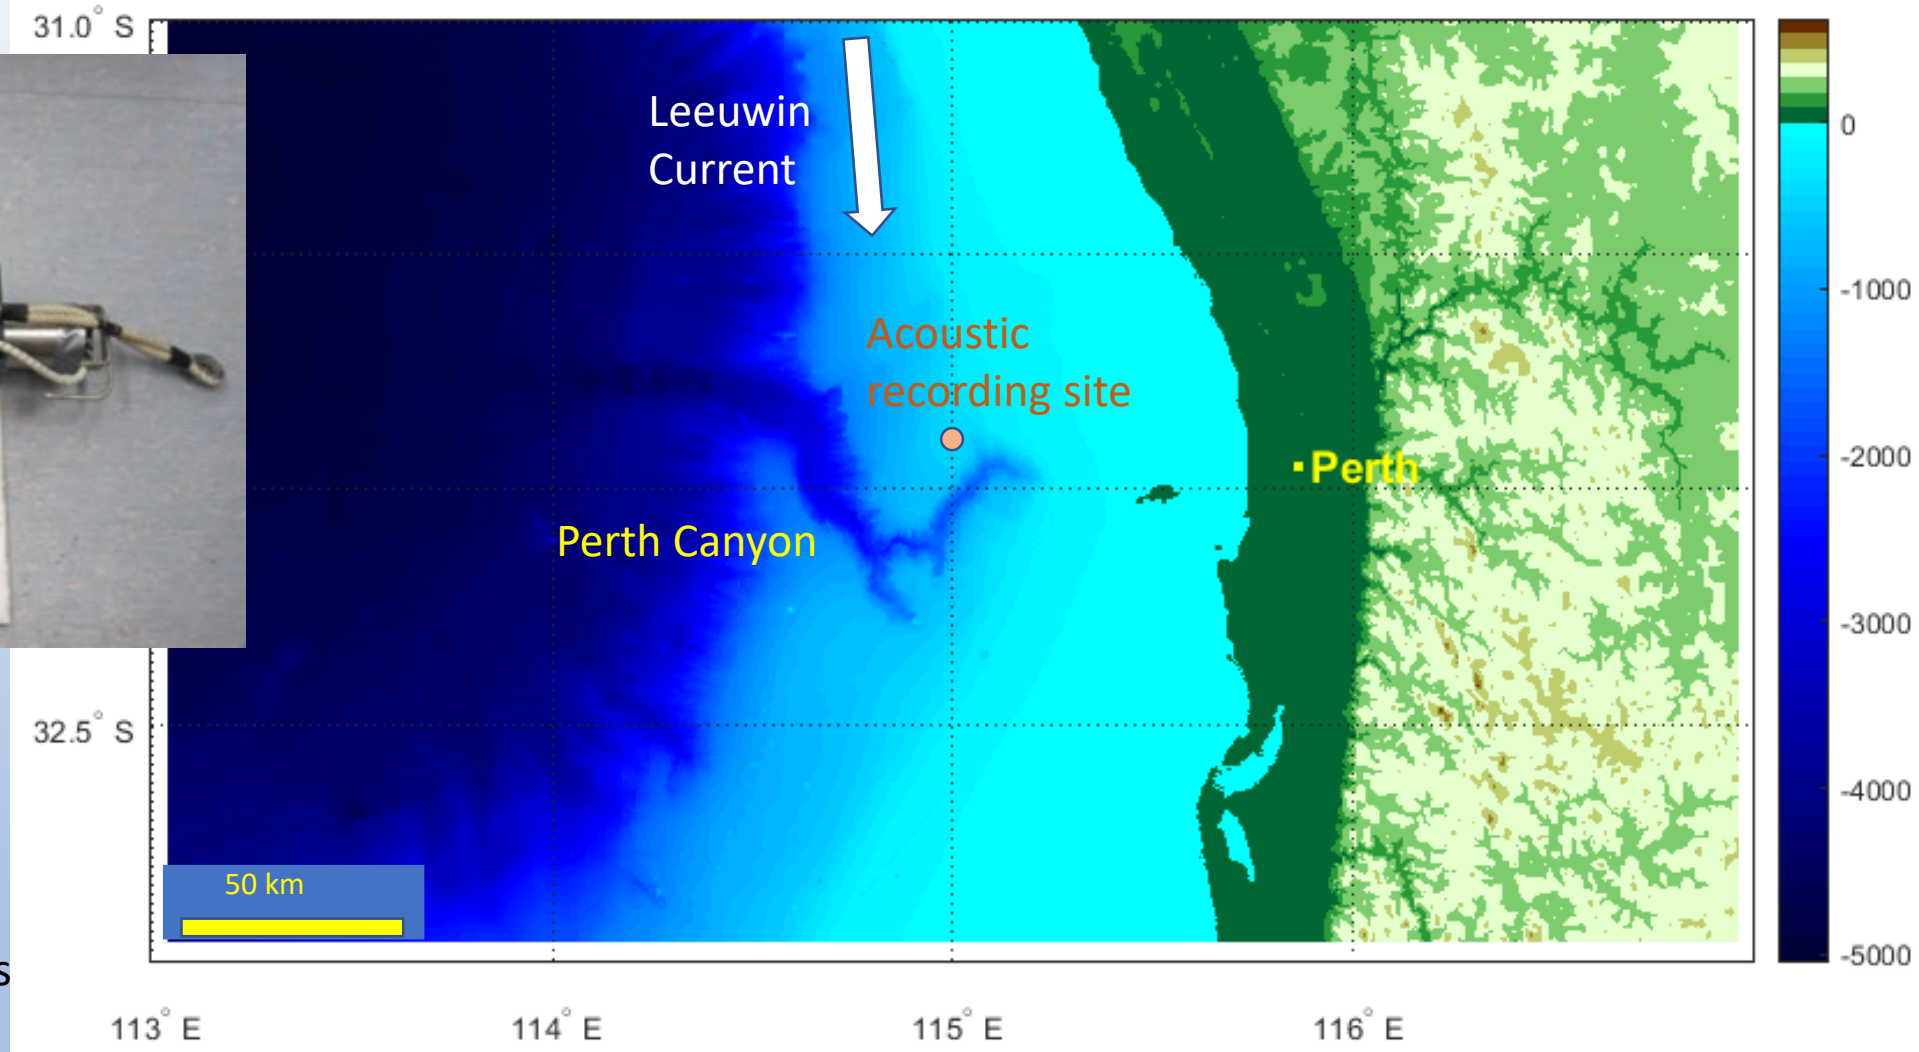 31.0° S
Leeuwin
Current
0
-1000
Acoustic
recording site
Perth
-2000
Perth Canyon
-3000
32.5° S
-4000
50 km
-5000
s
113° E
114° E
115° E
116° E